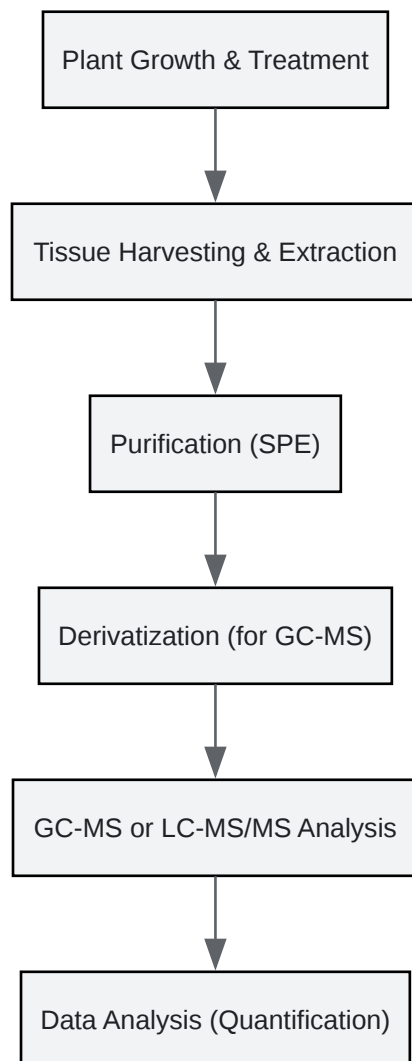 Plant Growth & Treatment
Tissue Harvesting & Extraction
Purification (SPE)
Derivatization (for GC-MS)
GC-MS or LC-MS/MS Analysis
Data Analysis (Quantification)